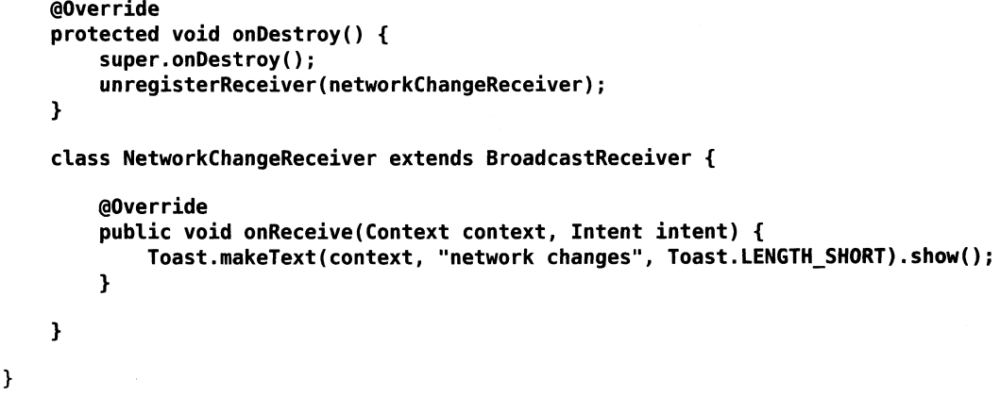 @Override
    protected void onDestroy() {
        super.onDestroy();
        unregisterReceiver(networkChangeReceiver);
    }

    class NetworkChangeReceiver extends BroadcastReceiver {

        @Override
        public void onReceive(Context context, Intent intent) {
            Toast.makeText(context, "network changes", Toast.LENGTH_SHORT).show();
        }

    }

}